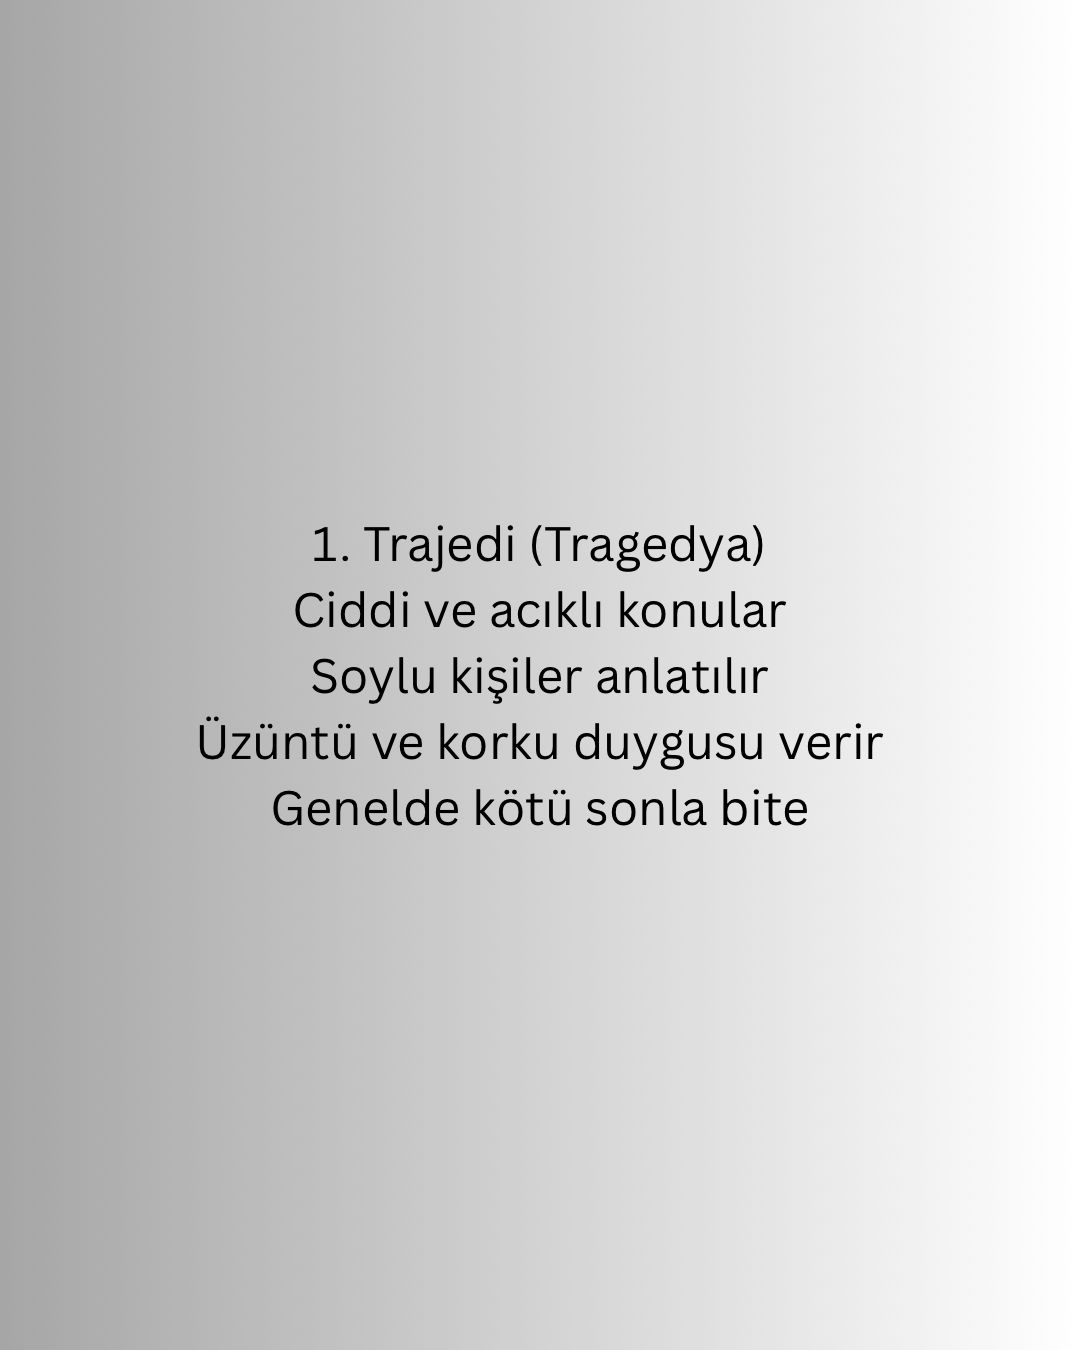 1. Trajedi (Tragedya)
Ciddi ve acıklı konular
Soylu kişiler anlatılır
Üzüntü ve korku duygusu verir
Genelde kötü sonla bite